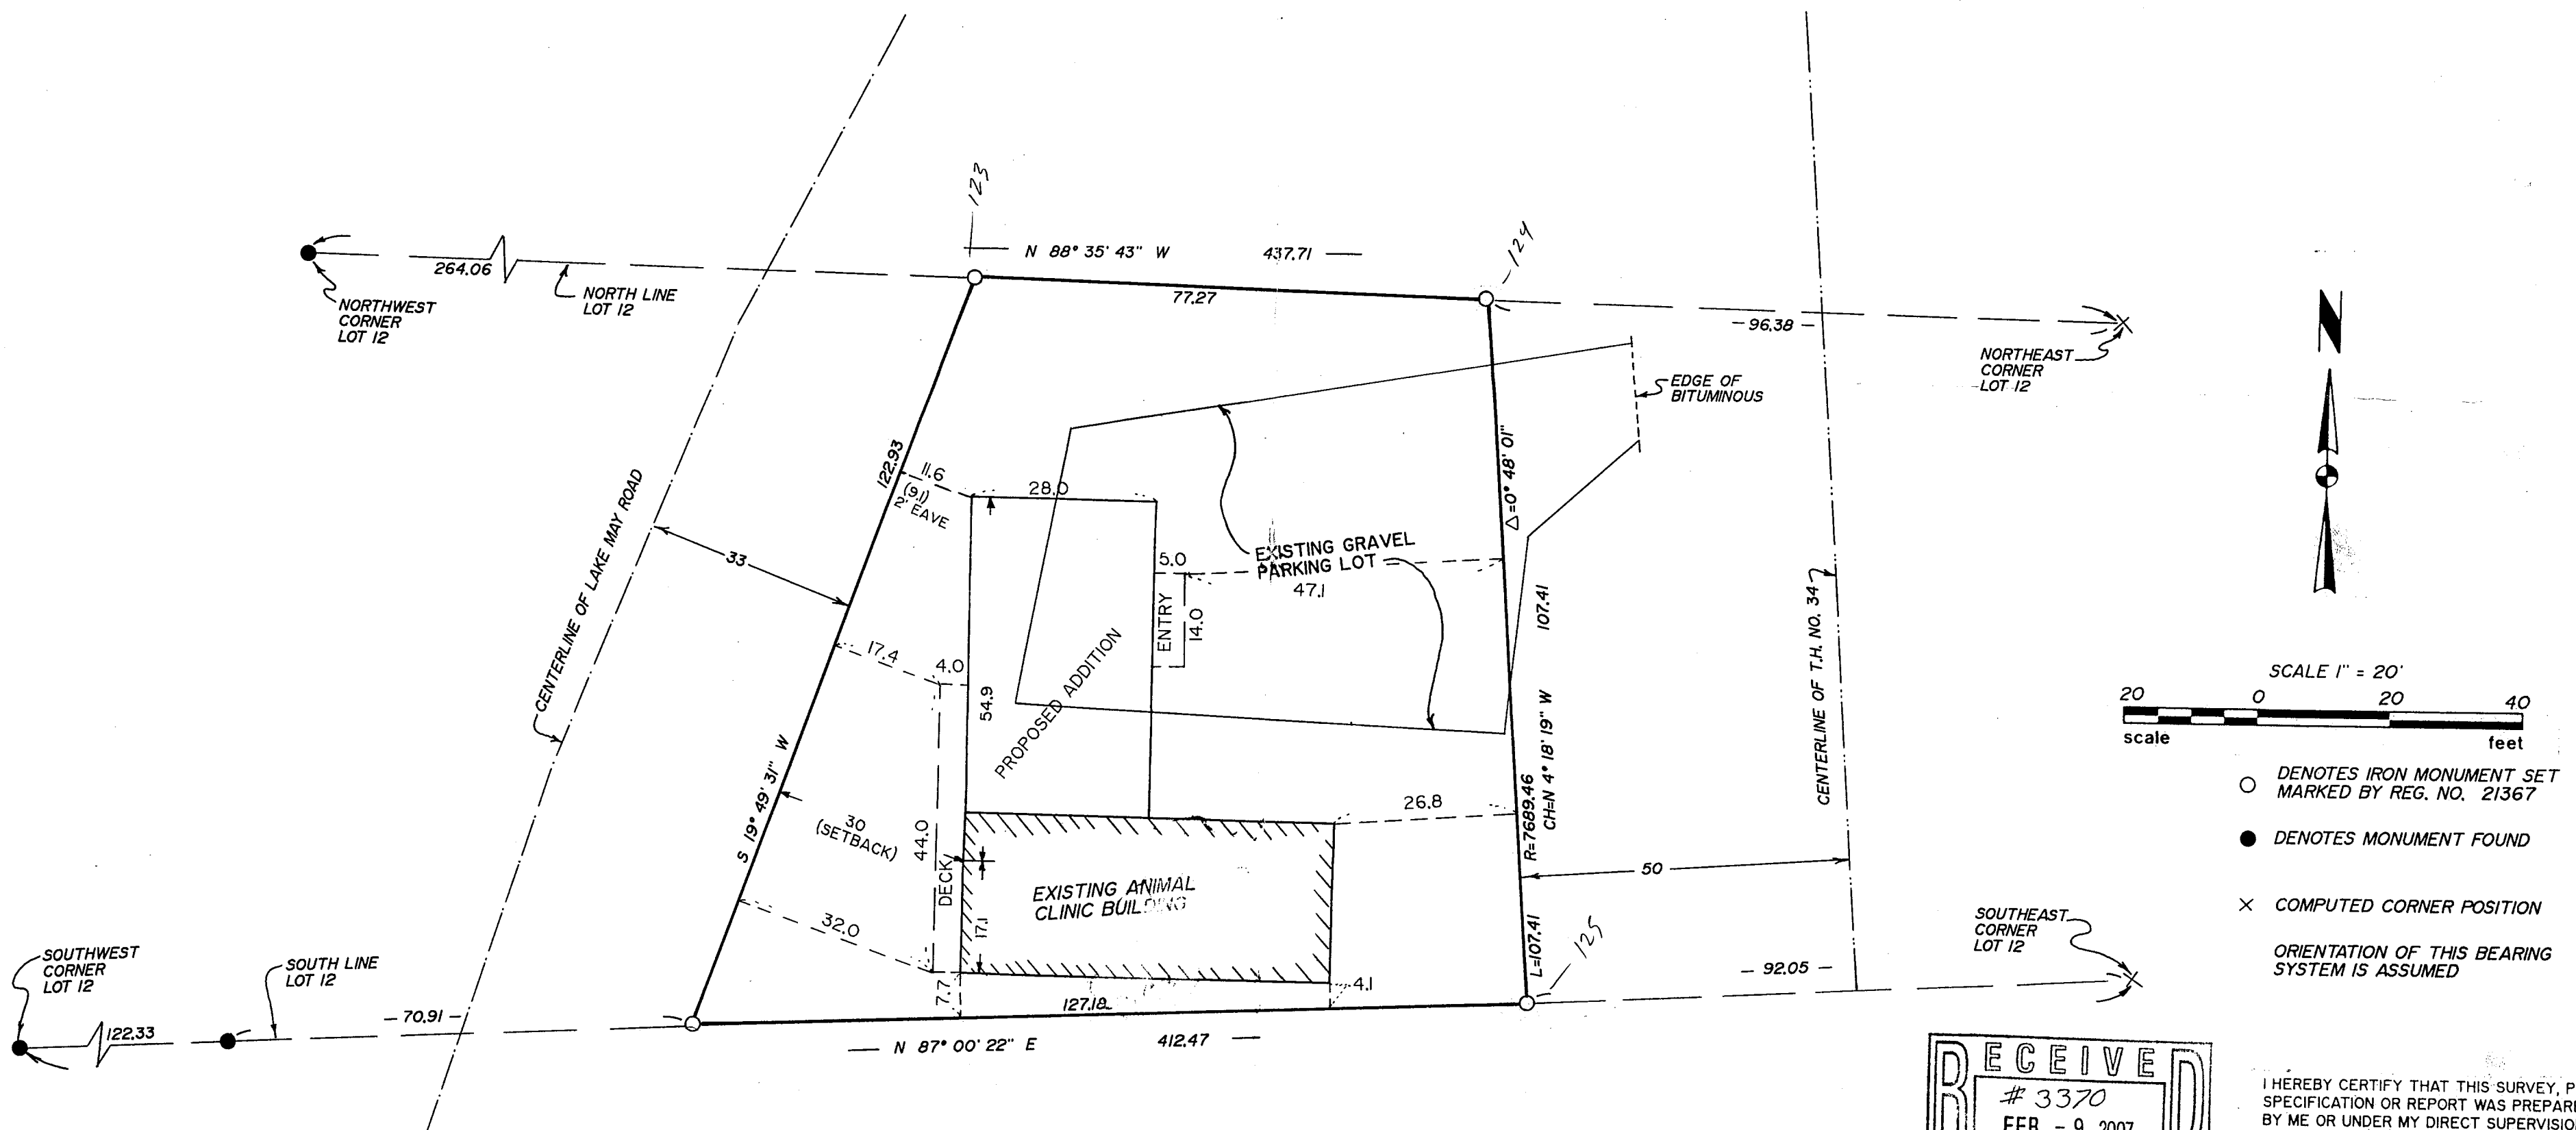 123
124
N 88° 35' 43" W 437.71
264.06
NORTH LINE
LOT 12
NORTHWEST
CORNER
LOT 12
77.27
96.38
NORTHEAST
CORNER
LOT 12
N
EDGE OF
BITUMINOUS
122.93
11.6
(9.1)
2' EAVE
28.0
Δ=0° 48' 01"
CENTERLINE OF LAKE MAY ROAD
33
EXISTING GRAVEL
PARKING LOT
5.0
47.1
ENTRY
14.0
107.41
CENTERLINE OF T.H. NO. 34
17.4
4.0
54.9
PROPOSED ADDITION
SCALE 1" = 20'
20 0 20 40
scale feet
S 19° 49' 31" W
30
(SETBACK)
44.0
DECK
26.8
R=7689.46
CH=N 4° 18' 19" W
DENOTES IRON MONUMENT SET
MARKED BY REG. NO. 21367
DENOTES MONUMENT FOUND
50
EXISTING ANIMAL
CLINIC BUILDING
17.1
32.0
L=107.41
125
COMPUTED CORNER POSITION
SOUTHEAST
CORNER
LOT 12
ORIENTATION OF THIS BEARING
SYSTEM IS ASSUMED
SOUTHWEST
CORNER
LOT 12
SOUTH LINE
LOT 12
7.7
4.1
92.05
122.33
70.91
127.18
N 87° 00' 22" E 412.47
RECEIVED
# 3370
FEB - 9 2007
I HEREBY CERTIFY THAT THIS SURVEY, P
SPECIFICATION OR REPORT WAS PREPAR
BY ME OR UNDER MY DIRECT SUPERVISIO